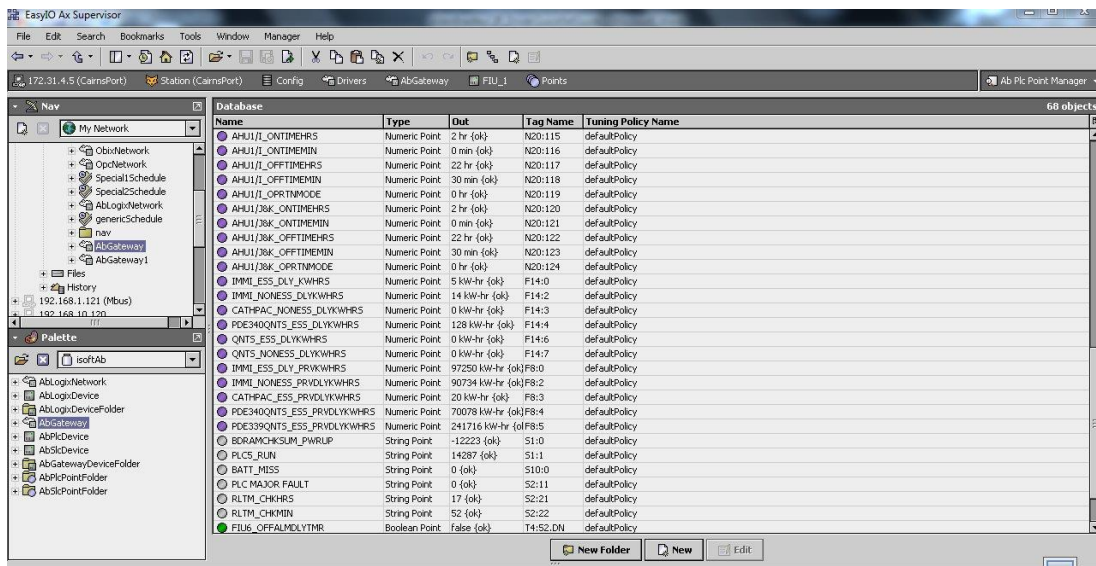 EasyIO Ax Supervisor
File Edit Search Bookmarks Tools Window Manager Help
172.31.4.5 (CairnsPort) Station (CairnsPort) Config Drivers AbGateway FIU_1 Points Ab Plc Point Manager
Nav
My Network
ObixNetwork
OpcNetwork
Special1Schedule
Special2Schedule
AbLogixNetwork
genericSchedule
nav
AbGateway
AbGateway1
Files
History
192.168.1.121 (Mbus)
192.168.10.120
Palette
isoftAb
AbLogixNetwork
AbLogixDevice
AbLogixDeviceFolder
AbGateway
AbPlcDevice
AbSlcDevice
AbGatewayDeviceFolder
AbPlcPointFolder
AbSlcPointFolder
Database 68 objects
Name Type Out Tag Name Tuning Policy Name
AHU1/I_ONTIMEHRS Numeric Point 2 hr {ok} N20:115 defaultPolicy
AHU1/I_ONTIMEMIN Numeric Point 0 min {ok} N20:116 defaultPolicy
AHU1/I_OFFTIMEHRS Numeric Point 22 hr {ok} N20:117 defaultPolicy
AHU1/I_OFFTIMEMIN Numeric Point 30 min {ok} N20:118 defaultPolicy
AHU1/I_OPRTNMODE Numeric Point 0 hr {ok} N20:119 defaultPolicy
AHU1/J&K_ONTIMEHRS Numeric Point 2 hr {ok} N20:120 defaultPolicy
AHU1/J&K_ONTIMEMIN Numeric Point 0 min {ok} N20:121 defaultPolicy
AHU1/J&K_OFFTIMEHRS Numeric Point 22 hr {ok} N20:122 defaultPolicy
AHU1/J&K_OFFTIMEMIN Numeric Point 30 min {ok} N20:123 defaultPolicy
AHU1/J&K_OPRTNMODE Numeric Point 0 hr {ok} N20:124 defaultPolicy
IMMI_ESS_DLY_KWHRS Numeric Point 5 kW-hr {ok} F14:0 defaultPolicy
IMMI_NONESS_DLYKWHRS Numeric Point 14 kW-hr {ok} F14:2 defaultPolicy
CATHPAC_NONESS_DLYKWHRS Numeric Point 0 kW-hr {ok} F14:3 defaultPolicy
PDE340QNTS_ESS_DLYKWHRS Numeric Point 128 kW-hr {ok} F14:4 defaultPolicy
QNTS_ESS_DLYKWHRS Numeric Point 0 kW-hr {ok} F14:6 defaultPolicy
QNTS_NONESS_DLYKWHRS Numeric Point 0 kW-hr {ok} F14:7 defaultPolicy
IMMI_ESS_DLY_PRVKWHRS Numeric Point 97250 kW-hr {ok} F8:0 defaultPolicy
IMMI_NONESS_PRVDLYKWHRS Numeric Point 90734 kW-hr {ok} F8:2 defaultPolicy
CATHPAC_ESS_PRVDLYKWHRS Numeric Point 20 kW-hr {ok} F8:3 defaultPolicy
PDE340QNTS_ESS_PRVDLYKWHRS Numeric Point 70078 kW-hr {ok} F8:4 defaultPolicy
PDE339QNTS_ESS_PRVDLYKWHRS Numeric Point 241716 kW-hr {o F8:5 defaultPolicy
BDRAMCHKSUM_PWRUP String Point -12223 {ok} S1:0 defaultPolicy
PLC5_RUN String Point 14287 {ok} S1:1 defaultPolicy
BATT_MISS String Point 0 {ok} S10:0 defaultPolicy
PLC MAJOR FAULT String Point 0 {ok} S2:11 defaultPolicy
RLTM_CHKHRS String Point 17 {ok} S2:21 defaultPolicy
RLTM_CHKMIN String Point 52 {ok} S2:22 defaultPolicy
FIU6_OFFALMDLYTMR Boolean Point false {ok} T4:52.DN defaultPolicy
New Folder New Edit